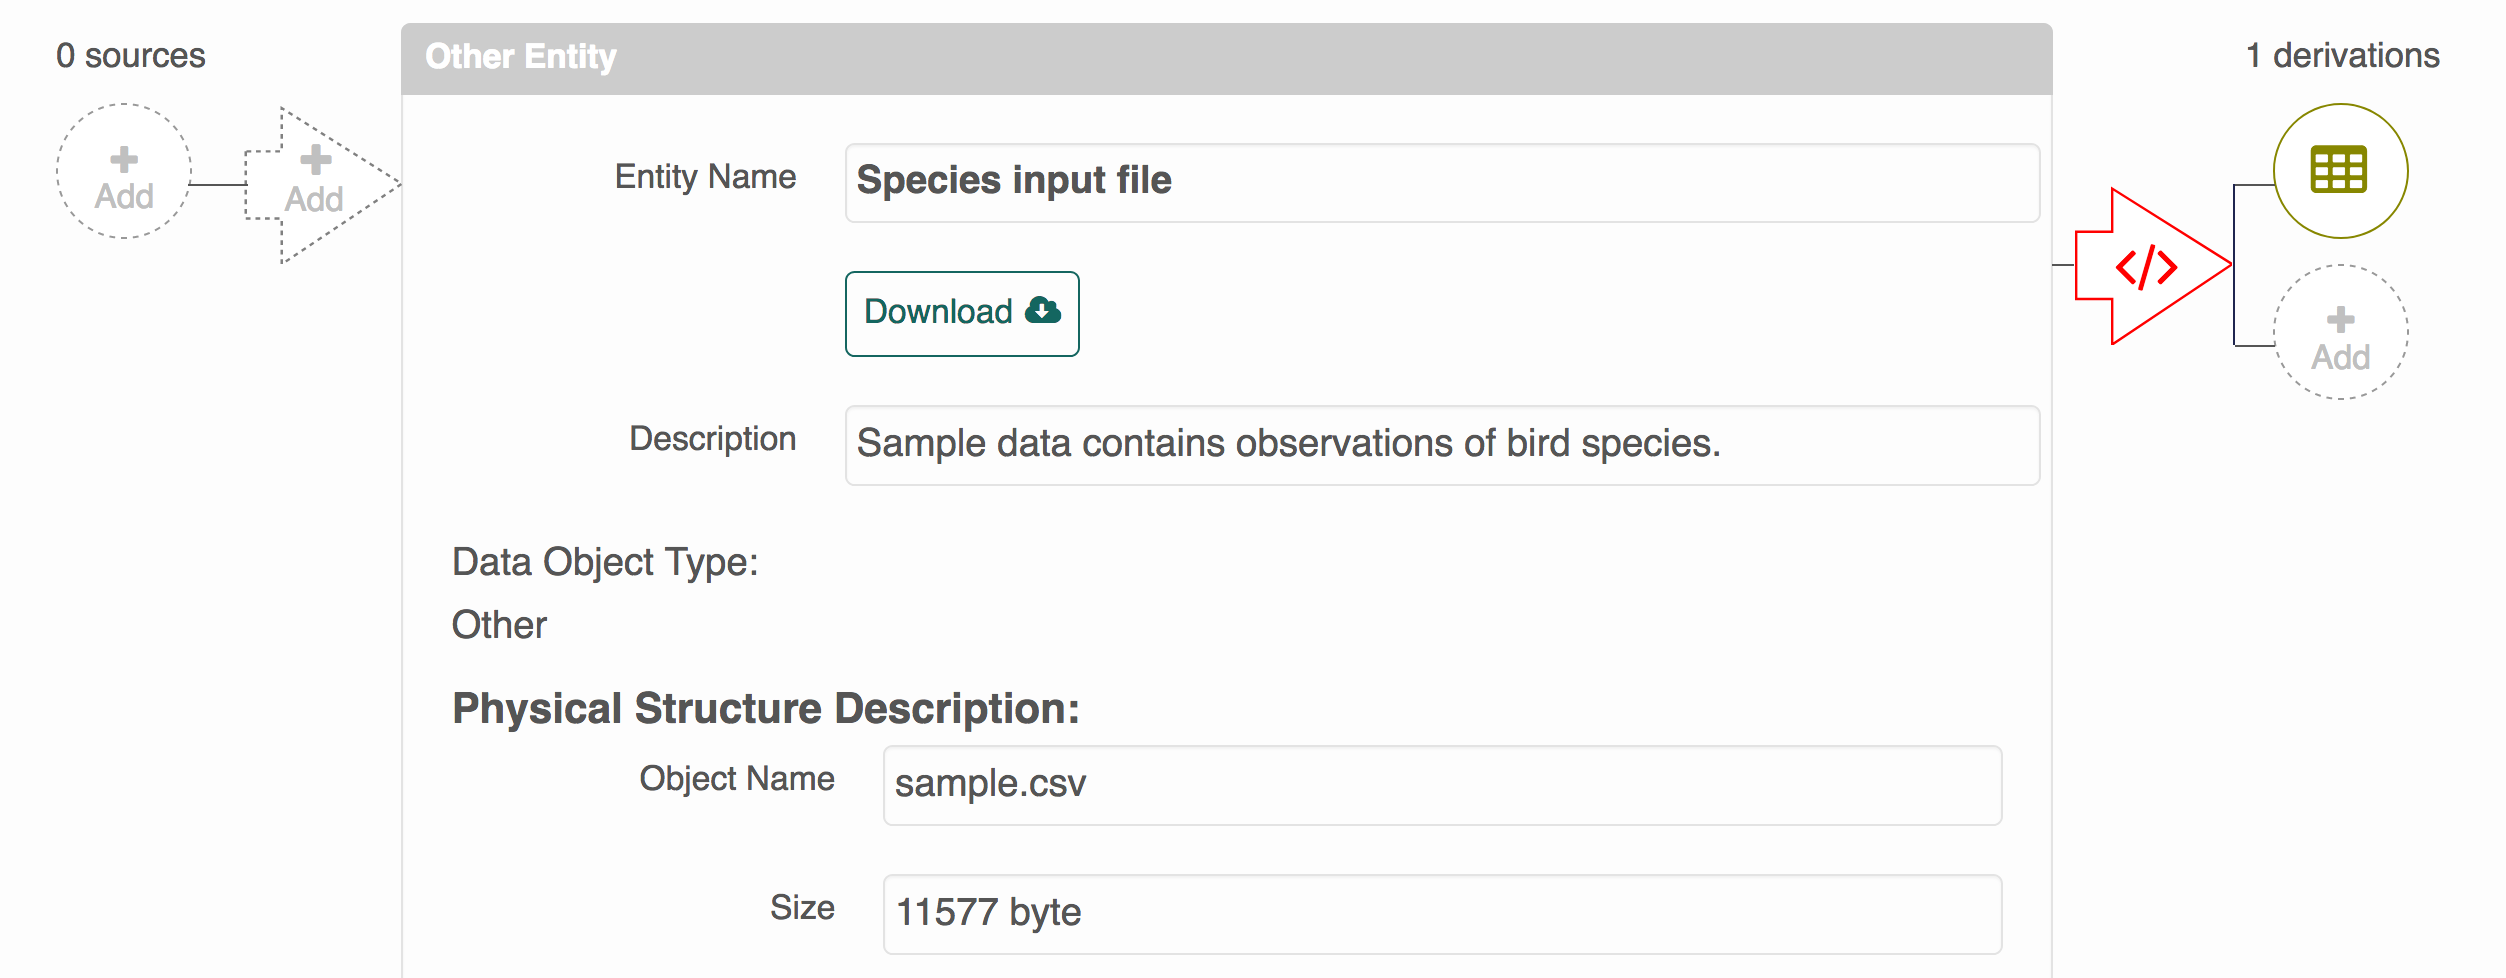 0 sources
Other Entity
1 derivations
Add
Add
Entity Name
Species input file
Download
</>
Add
Description
Sample data contains observations of bird species.
Data Object Type:
Other
Physical Structure Description:
Object Name
sample.csv
Size
11577 byte